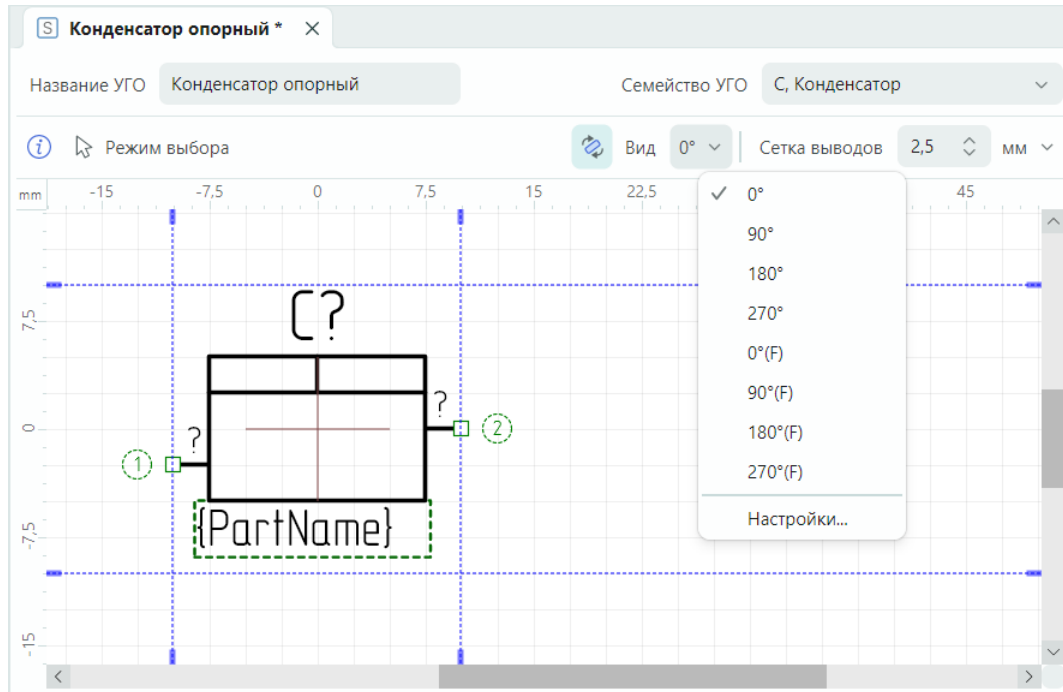 S Конденсатор опорный *
Название УГО Конденсатор опорный Семейство УГО С, Конденсатор
i Режим выбора Вид 0° Сетка выводов 2,5 мм
mm -15 -7,5 0 7,5 15 22,5 45
0°
90°
180°
270°
0°(F)
90°(F)
180°(F)
270°(F)
Настройки...
7,5
0
-7,5
-15
C?
?
?
1
2
{PartName}